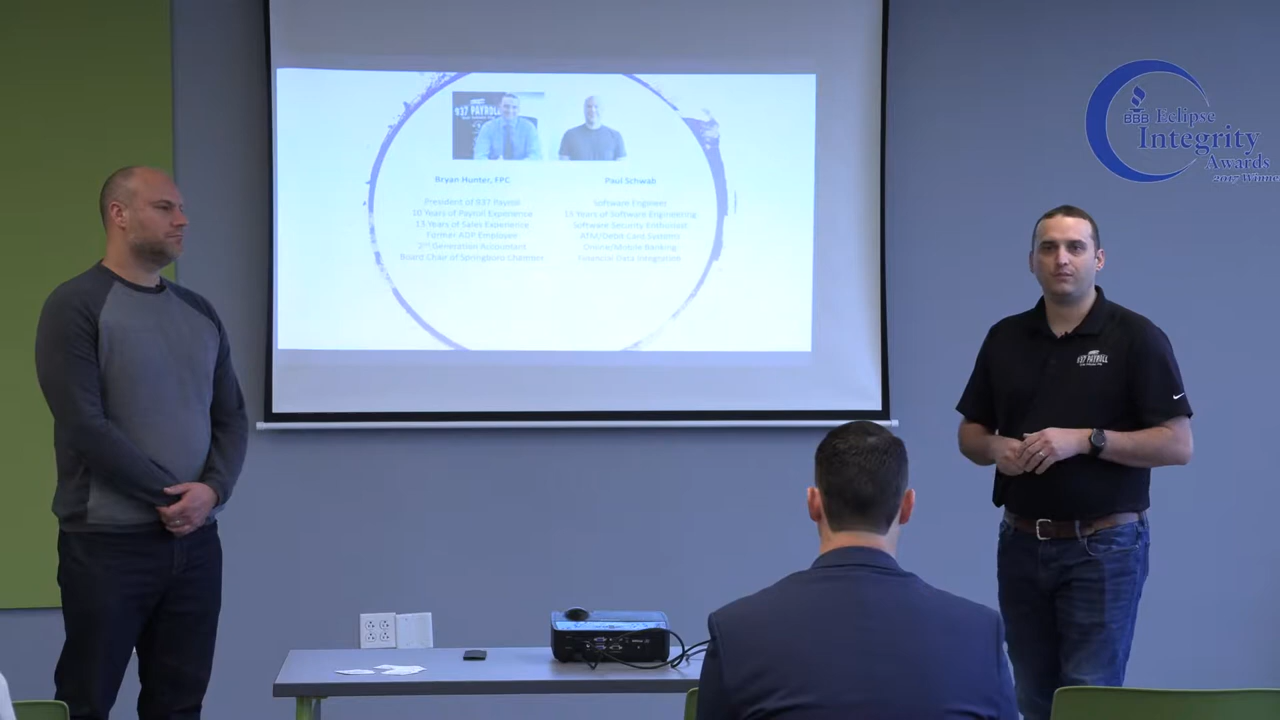 937 PAYROLL
Bryan Hunter, FPC
President of 937 Payroll
10 Years of Payroll Experience
13 Years of Sales Experience
Former ADP Employee
2nd Generation Accountant
Board Chair of Springboro Chamber
Paul Schwab
Software Engineer
15 Years of Software Engineering
Software Security Enthusiast
ATM/Debit Card Systems
Online/Mobile Banking
Financial Data Integration
BBB
Eclipse
Integrity
Awards
2017 Winne
937 PAYROLL